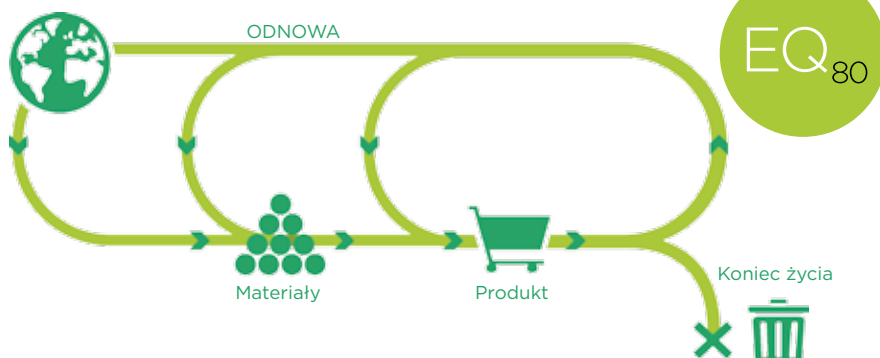 ODNOWA
EQ80
Materiały
Produkt
Koniec życia